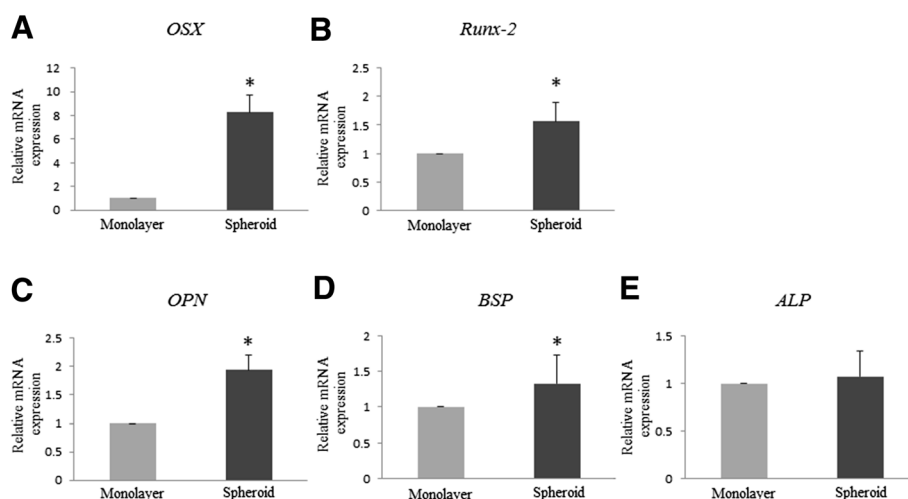 A
OSX
Relative mRNA
expression
12
10
8
6
4
2
0
*
Monolayer
Spheroid
B
Runx-2
Relative mRNA
expression
2
1.5
1
0.5
0
*
Monolayer
Spheroid
C
OPN
Relative mRNA
expression
2.5
2
1.5
1
0.5
0
*
Monolayer
Spheroid
D
BSP
Relative mRNA
expression
2
1.5
1
0.5
0
*
Monolayer
Spheroid
E
ALP
Relative mRNA
expression
1.5
1
0.5
0
Monolayer
Spheroid